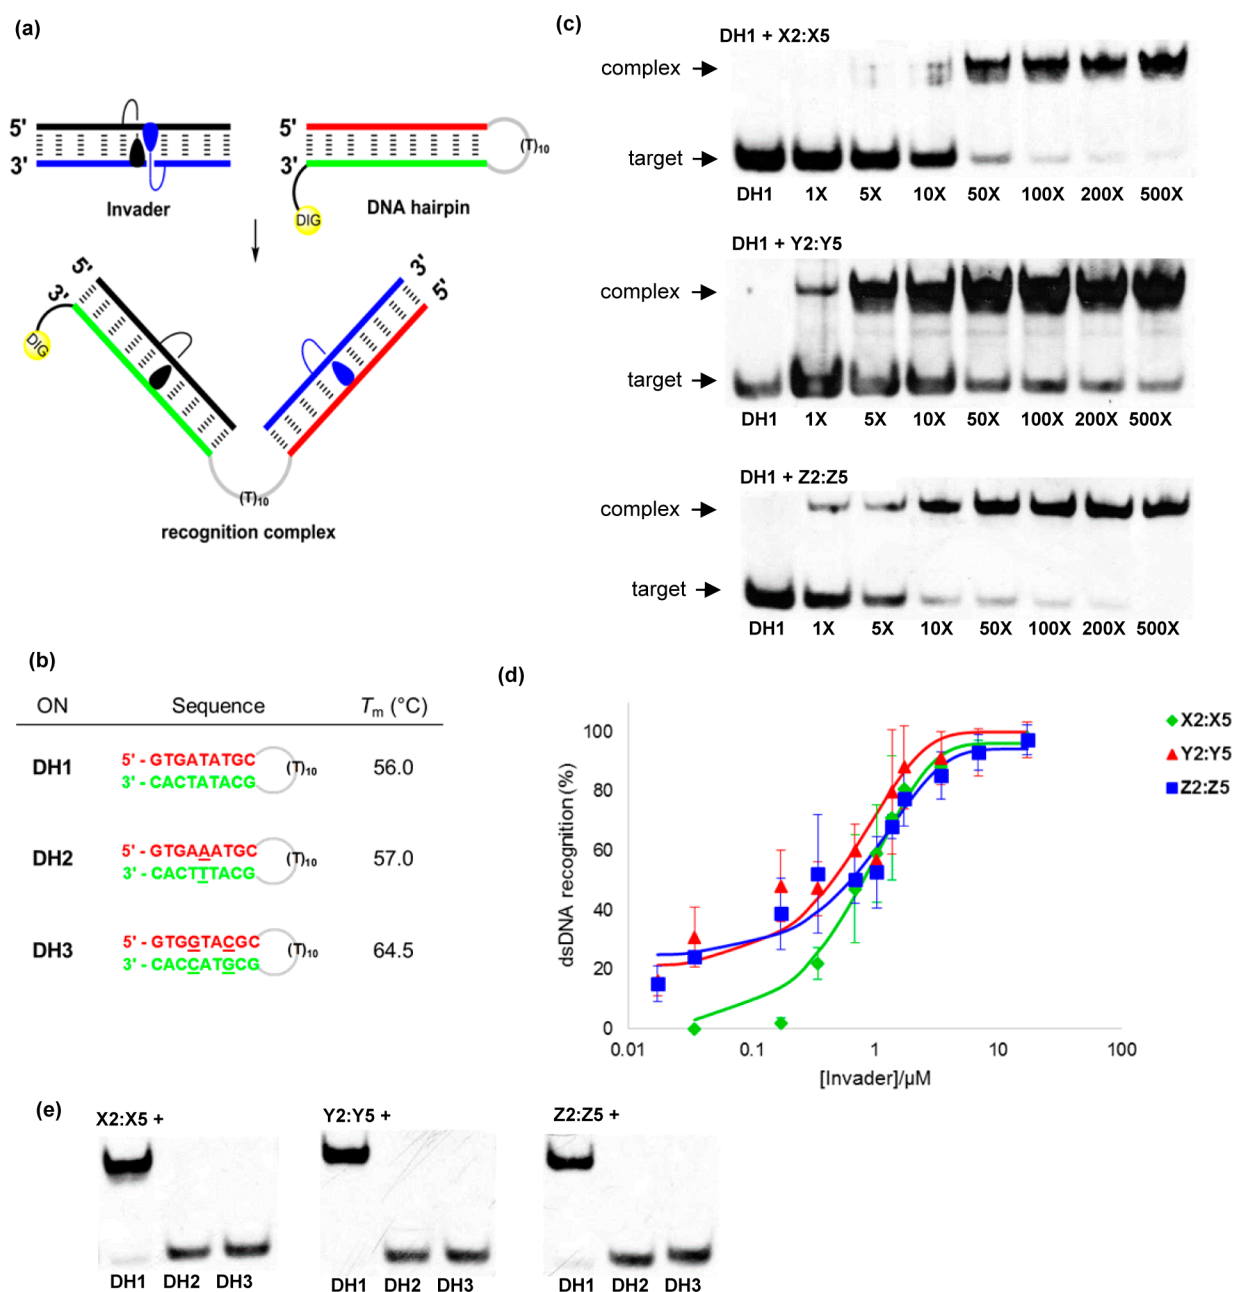 (a)
5'
3'
Invader
5'
3'
(T)10
DIG
DNA hairpin
5'
3'
DIG
3'
5'
(T)10
recognition complex
(b)
ON Sequence Tm (°C)
DH1 5' - GTGATATGC (T)10 56.0
3' - CACTATACG
DH2 5' - GTGAAATGC (T)10 57.0
3' - CACTTTACG
DH3 5' - GTGGTACGC (T)10 64.5
3' - CACCATGCG
(c)
DH1 + X2:X5
complex
target
DH1 1X 5X 10X 50X 100X 200X 500X
DH1 + Y2:Y5
complex
target
DH1 1X 5X 10X 50X 100X 200X 500X
DH1 + Z2:Z5
complex
target
DH1 1X 5X 10X 50X 100X 200X 500X
(d)
dsDNA recognition (%)
100
80
60
40
20
0
0.01 0.1 1 10 100
[Invader]/μM
X2:X5
Y2:Y5
Z2:Z5
(e)
X2:X5 +
DH1 DH2 DH3
Y2:Y5 +
DH1 DH2 DH3
Z2:Z5 +
DH1 DH2 DH3